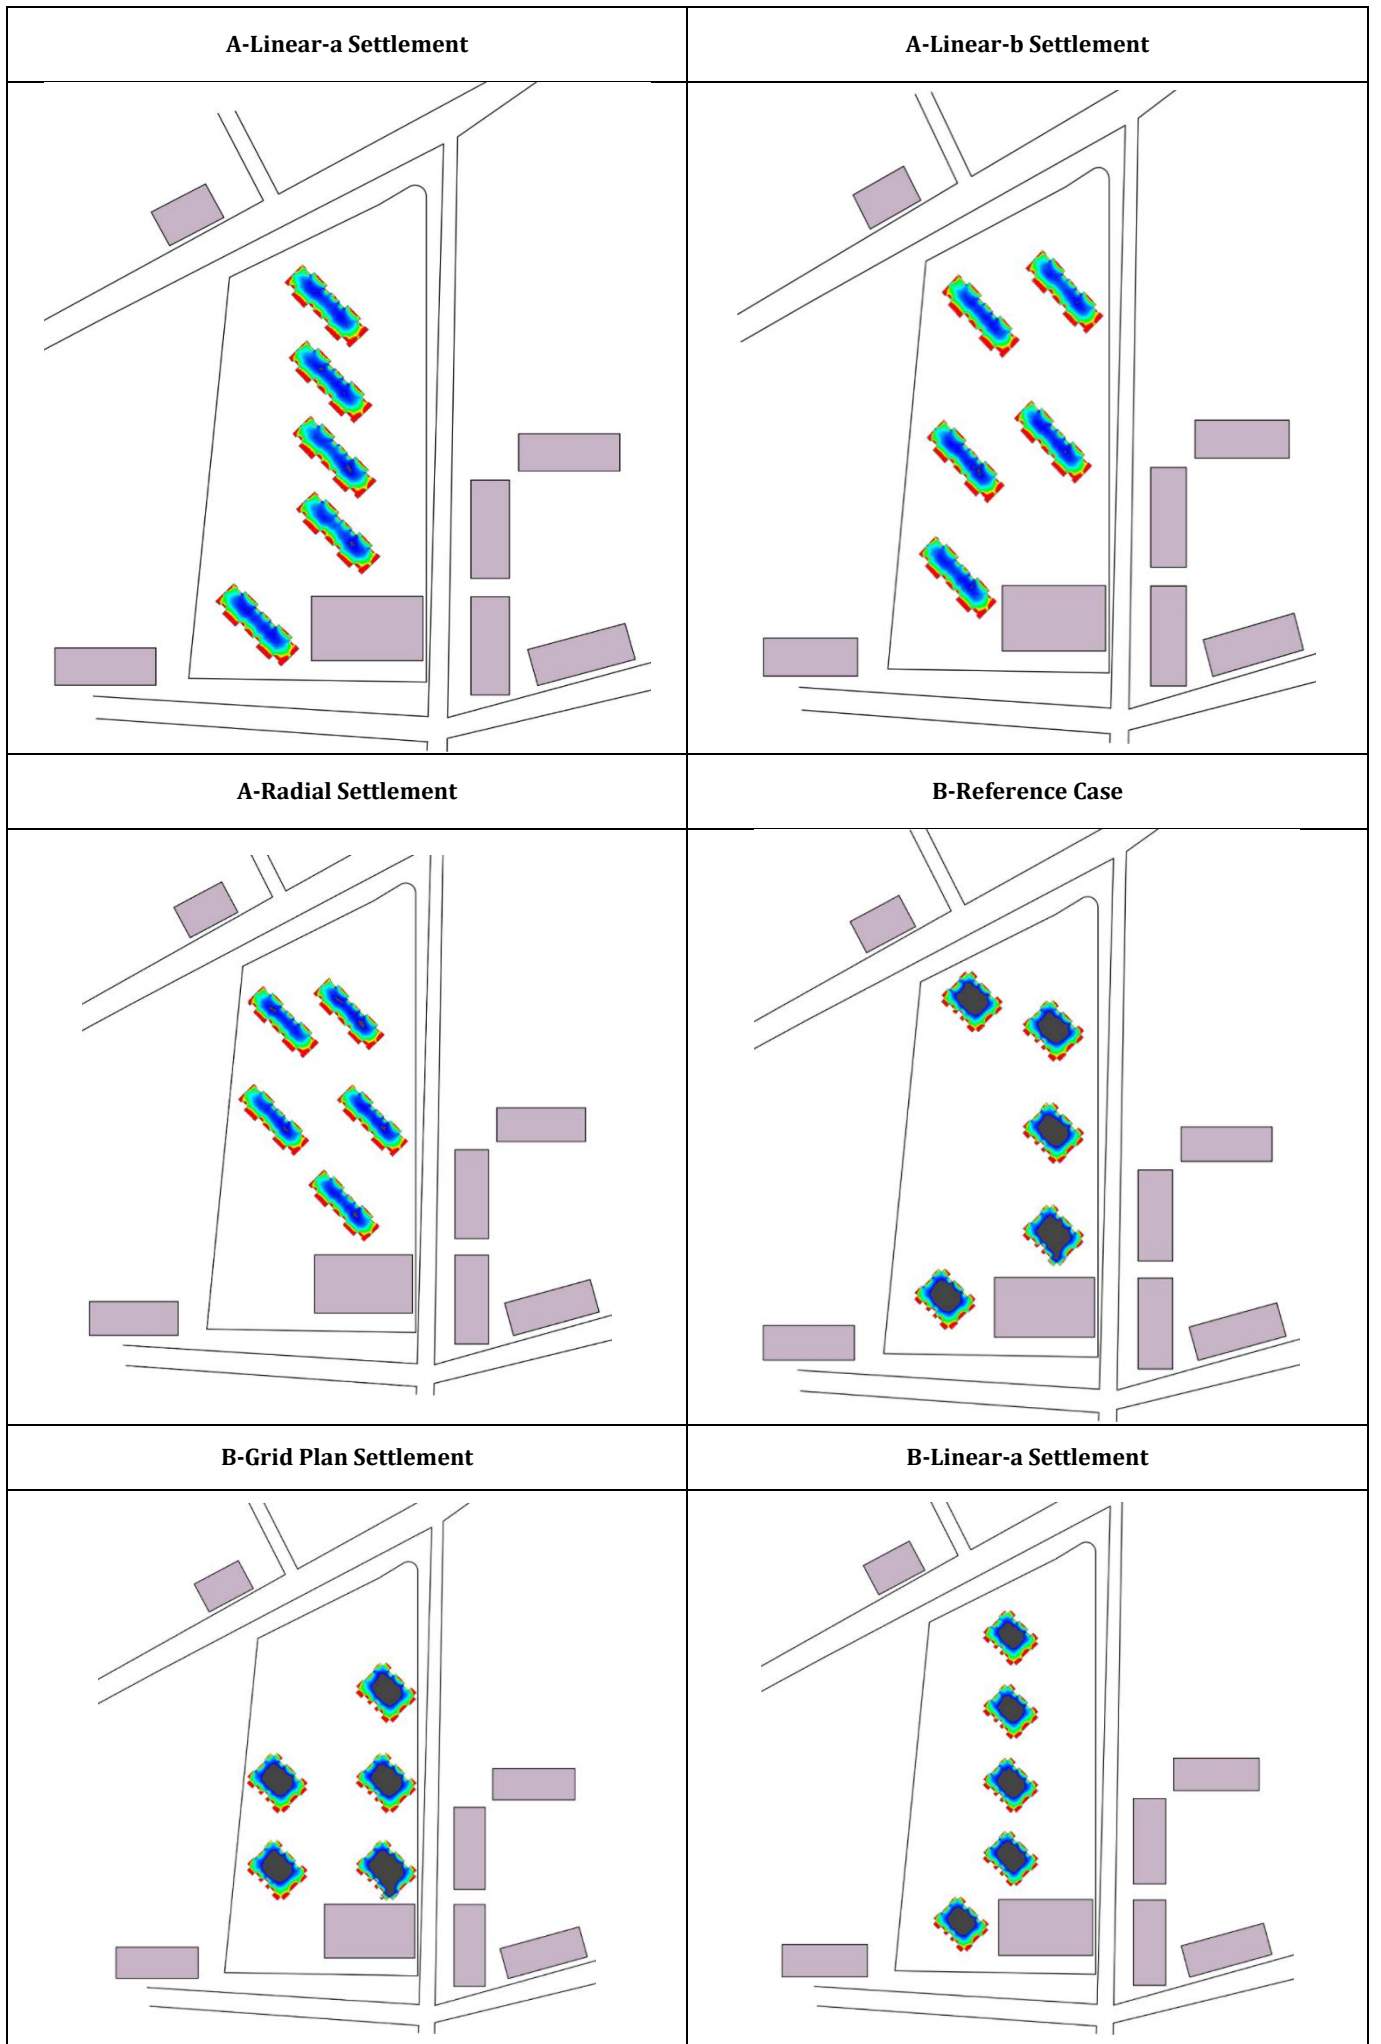 A-Linear-a Settlement
A-Linear-b Settlement
A-Radial Settlement
B-Reference Case
B-Grid Plan Settlement
B-Linear-a Settlement